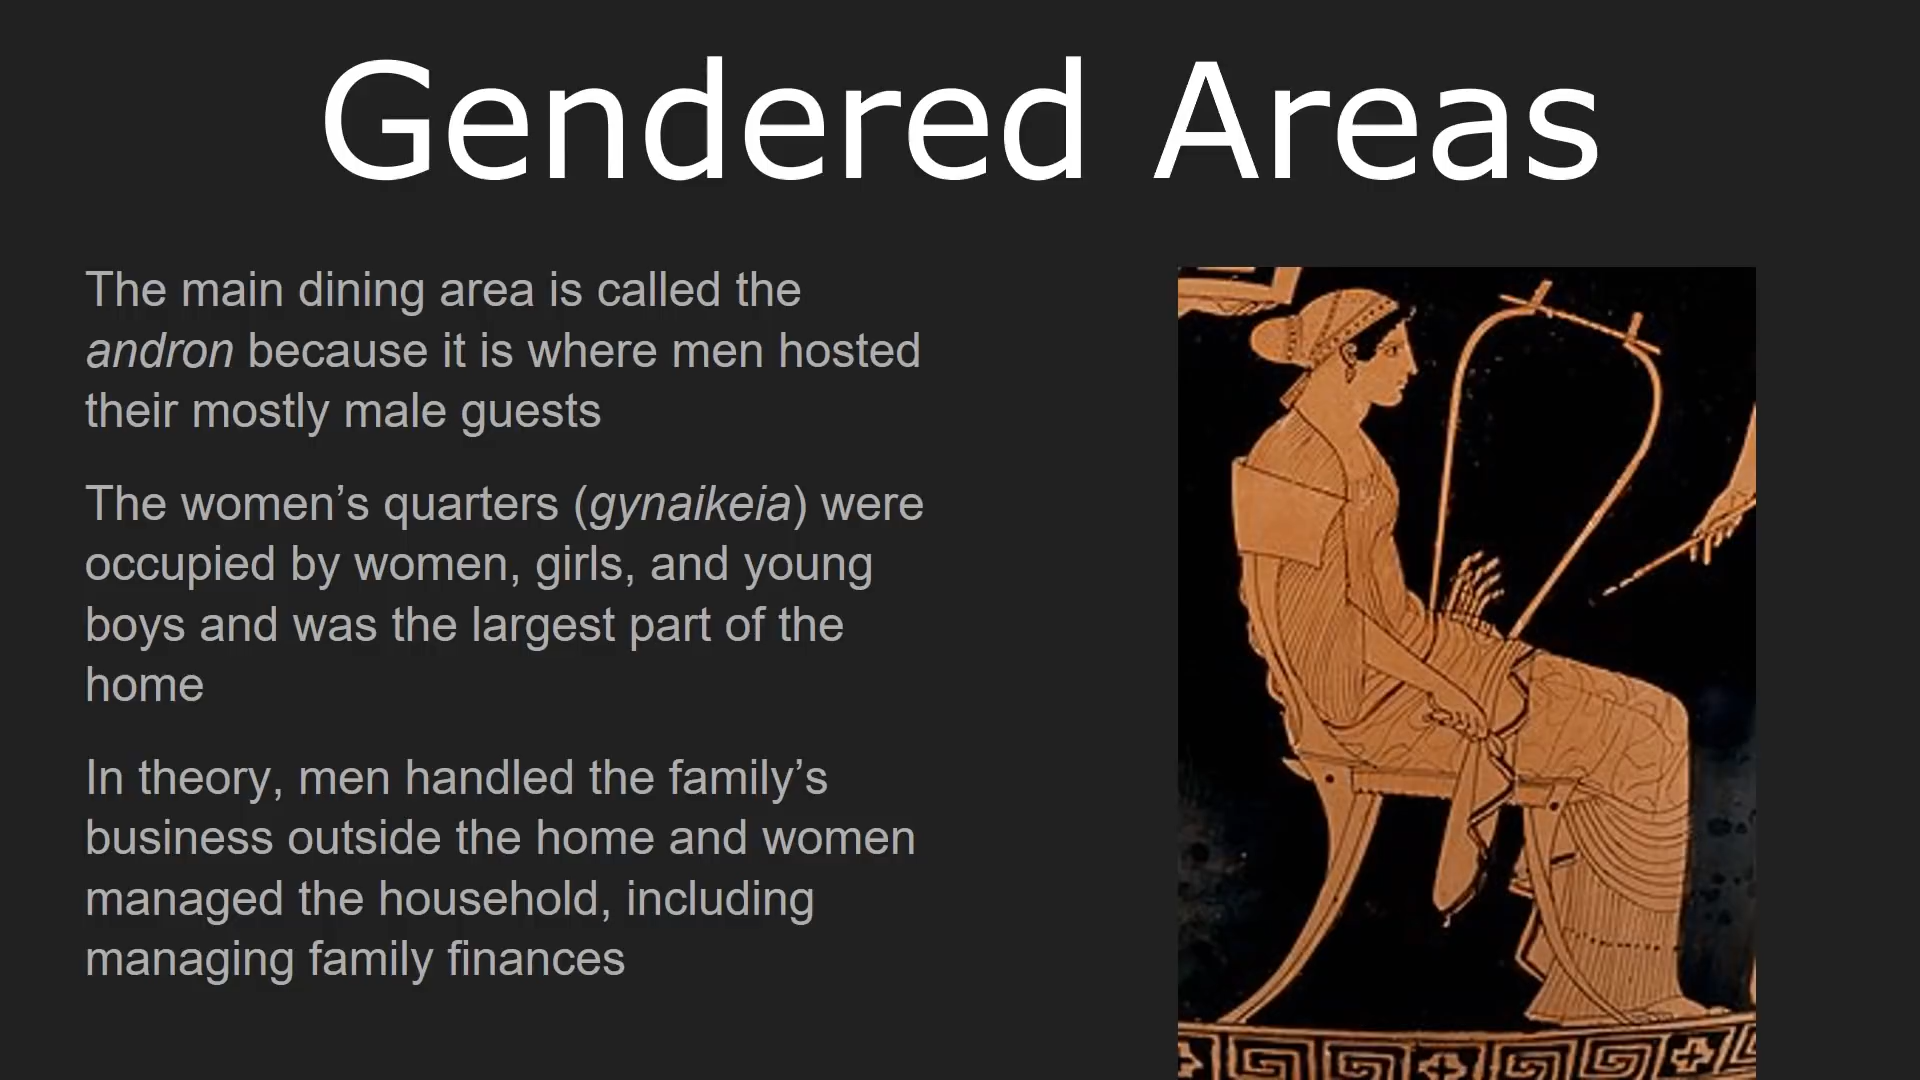 Gendered Areas
The main dining area is called the
andron because it is where men hosted
their mostly male guests
The women’s quarters (gynaikeia) were
occupied by women, girls, and young
boys and was the largest part of the
home
In theory, men handled the family’s
business outside the home and women
managed the household, including
managing family finances